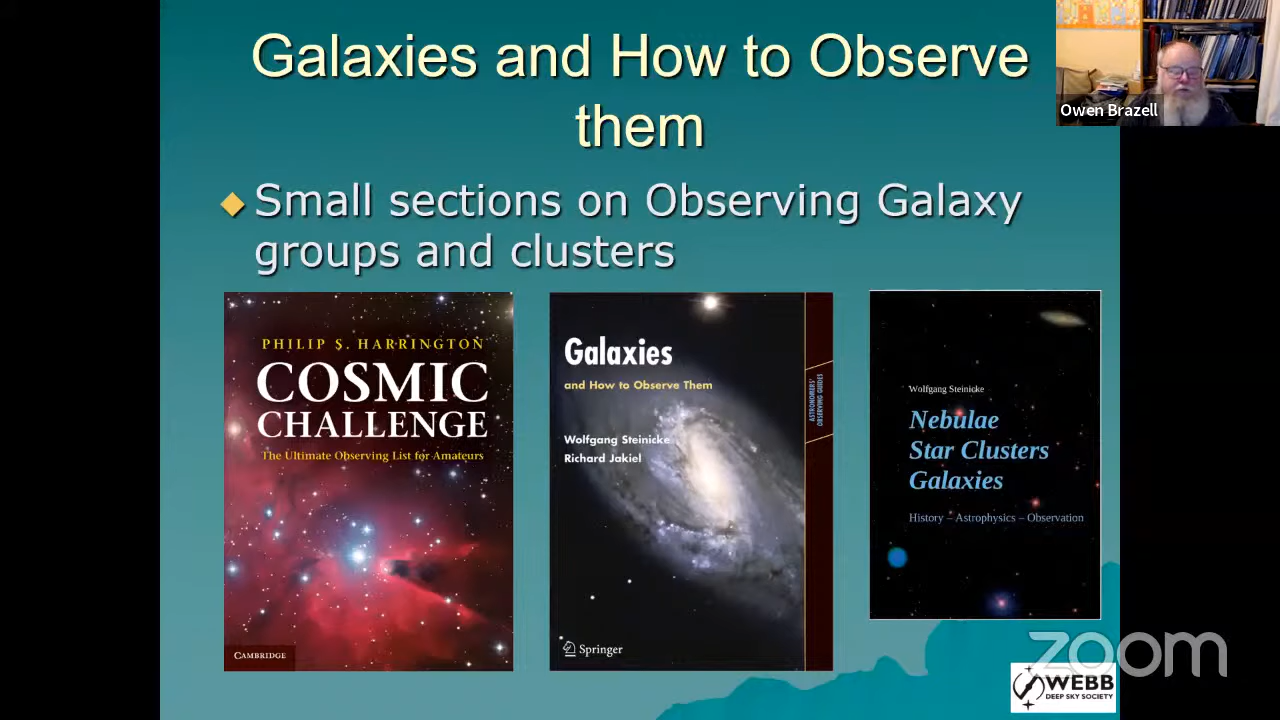 Galaxies and How to Observe
them
Owen Brazell
Small sections on Observing Galaxy
groups and clusters
PHILIP S. HARRINGTON
COSMIC
CHALLENGE
The Ultimate Observing List for Amateurs
CAMBRIDGE
Galaxies
and How to Observe Them
Wolfgang Steinicke
Richard Jakiel
ASTRONOMERS'
OBSERVING GUIDES
Springer
Wolfgang Steinicke
Nebulae
Star Clusters
Galaxies
History – Astrophysics – Observation
zoom
WEBB
DEEP SKY SOCIETY